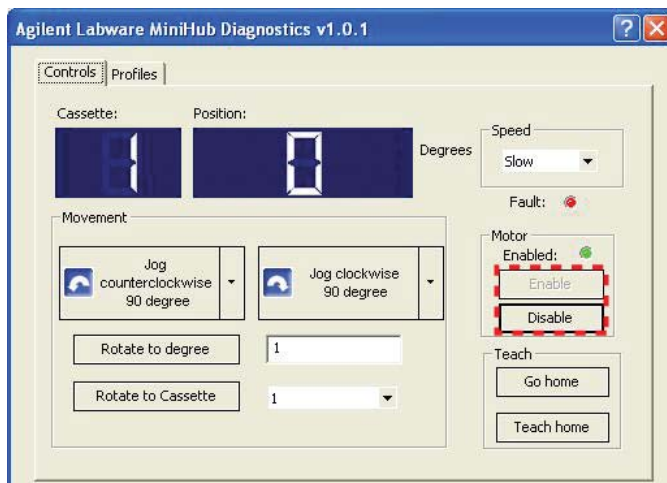 Agilent Labware MiniHub Diagnostics v1.0.1
?
X
Controls
Profiles
Cassette:
Position:
1
0
Degrees
Speed
Slow
Fault:
Movement
Jog
counterclockwise
90 degree
Jog clockwise
90 degree
Rotate to degree
1
Rotate to Cassette
1
Motor
Enabled:
Enable
Disable
Teach
Go home
Teach home